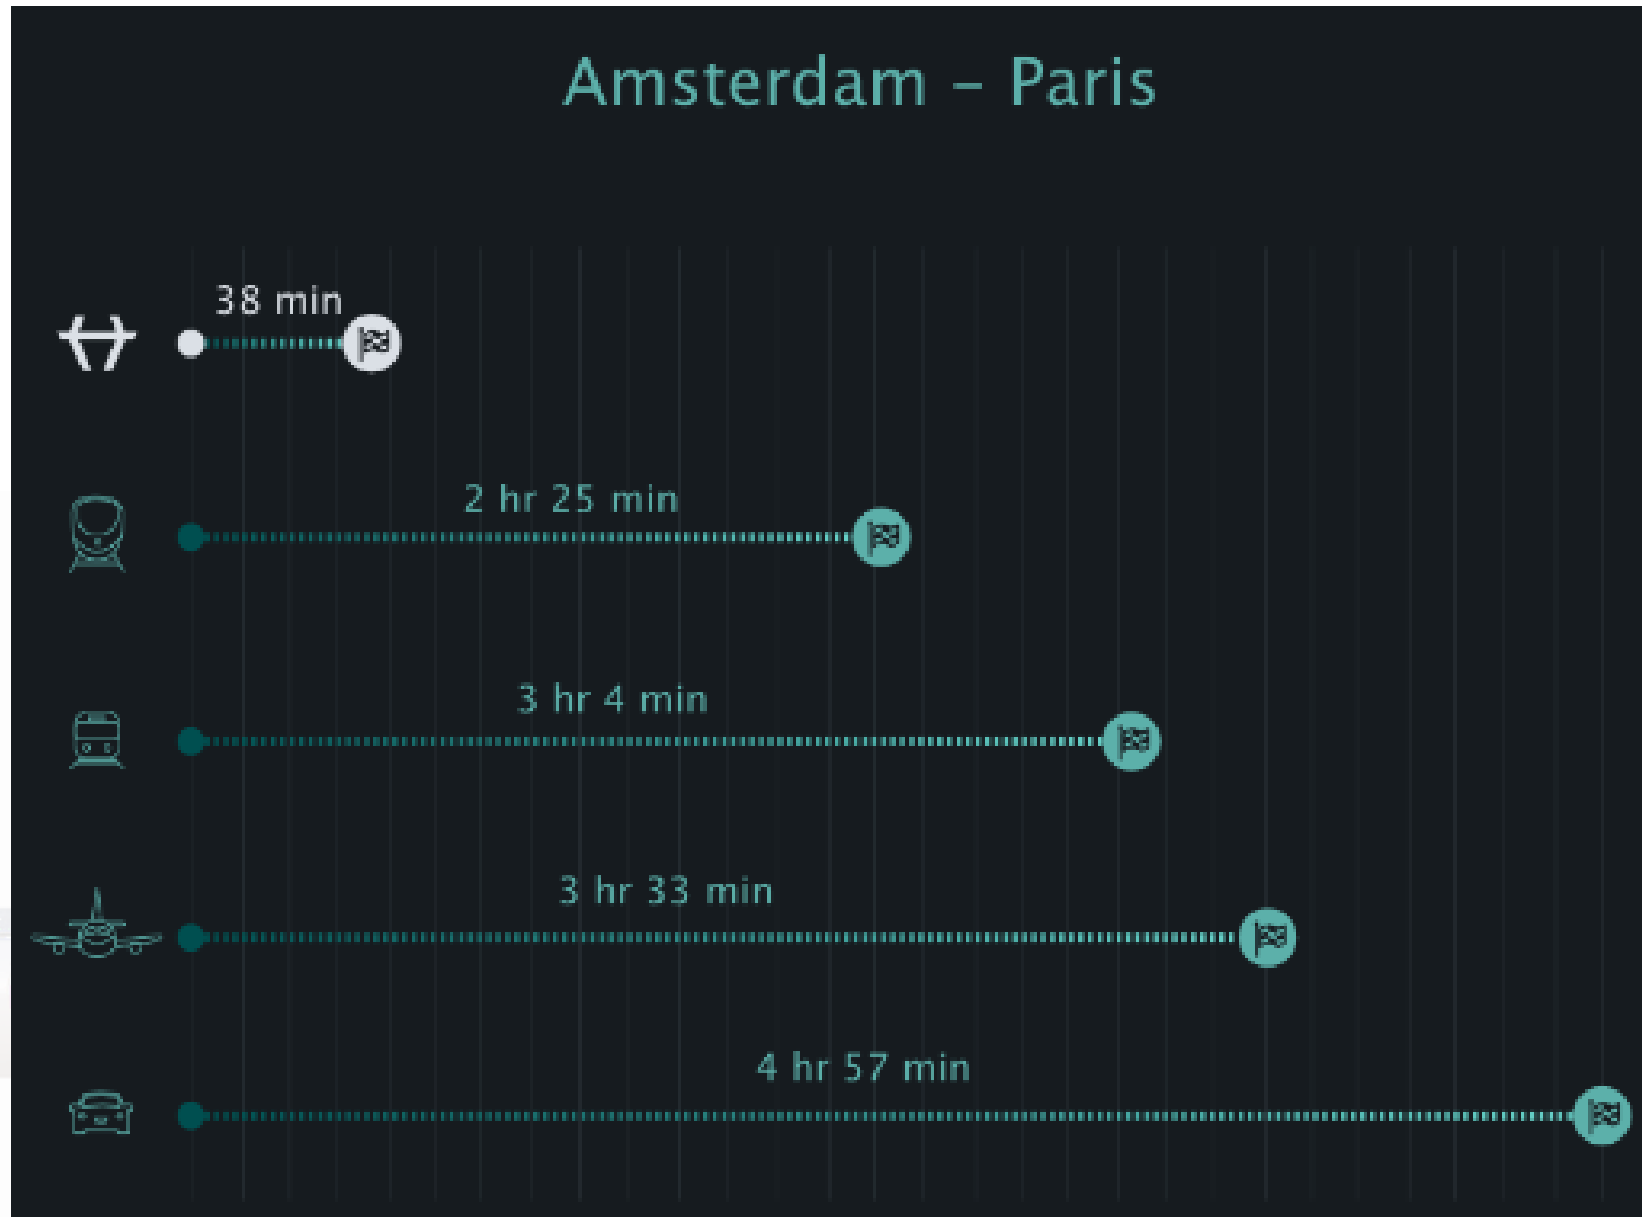 Amsterdam – Paris
38 min
2 hr 25 min
3 hr 4 min
3 hr 33 min
4 hr 57 min